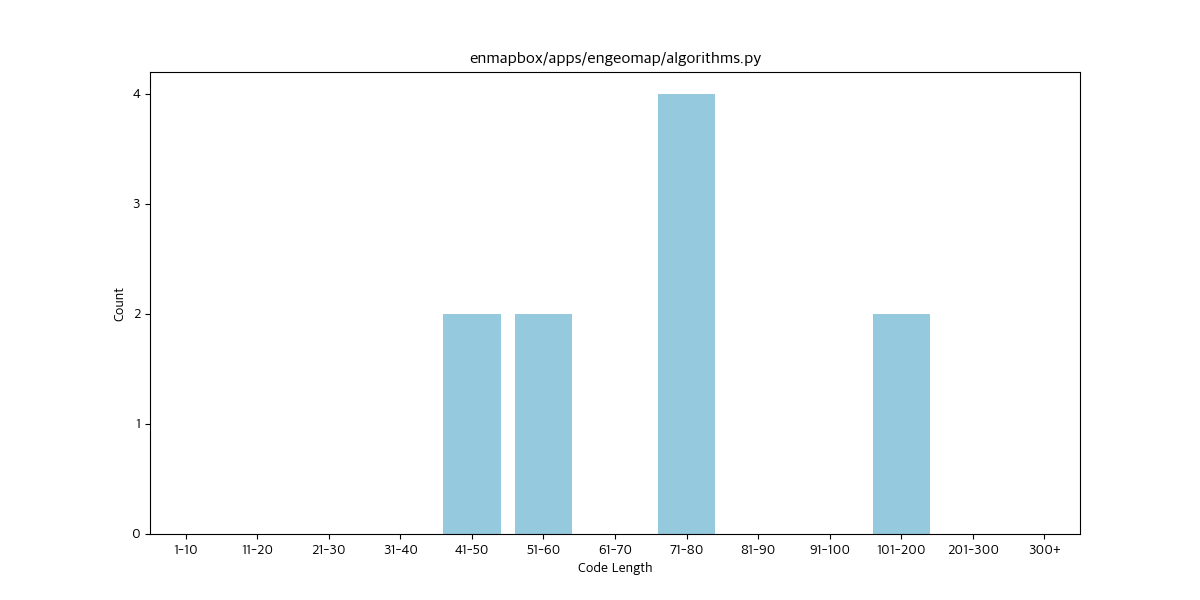 enmapbox/apps/engeomap/algorithms.py
4
3
2
1
0
Count
1-10 11-20 21-30 31-40 41-50 51-60 61-70 71-80 81-90 91-100 101-200 201-300 300+
Code Length